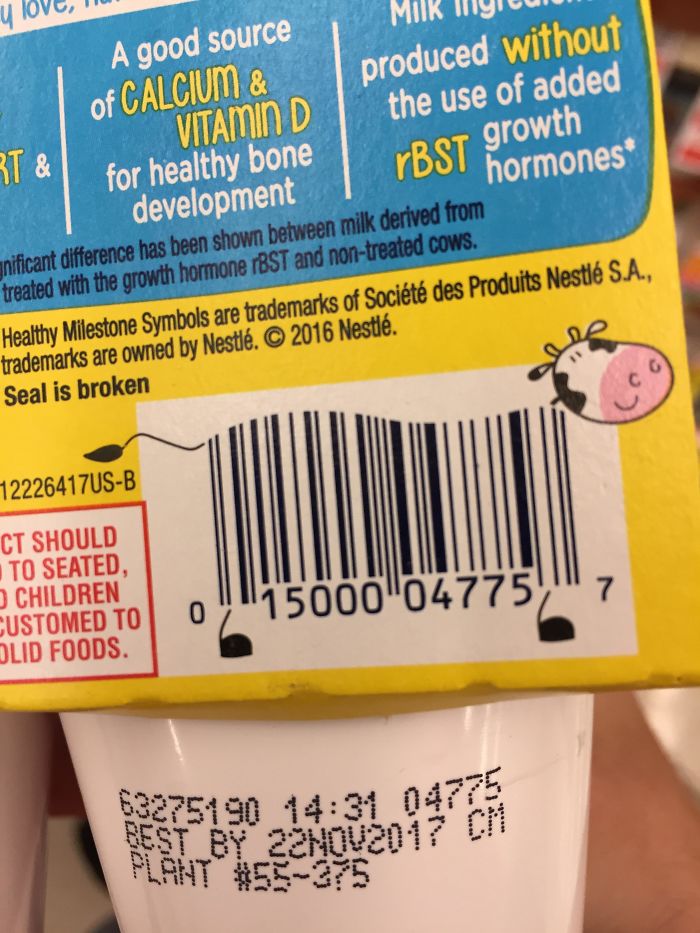 y love,
A good source
of CALCIUM &
VITAMIN D
for healthy bone
development
RT &
Milk
produced without
the use of added
rBST growth
hormones*
gnificant difference has been shown between milk derived from
treated with the growth hormone rBST and non-treated cows.
Healthy Milestone Symbols are trademarks of Société des Produits Nestlé S.A.,
trademarks are owned by Nestlé. © 2016 Nestlé.
Seal is broken
12226417US-B
CT SHOULD
TO SEATED,
CHILDREN
CUSTOMED TO
OLID FOODS.
0 15000 04775 7
63275190 14:31 04775
BEST BY 22NOV2017 CM
PLANT #55-375